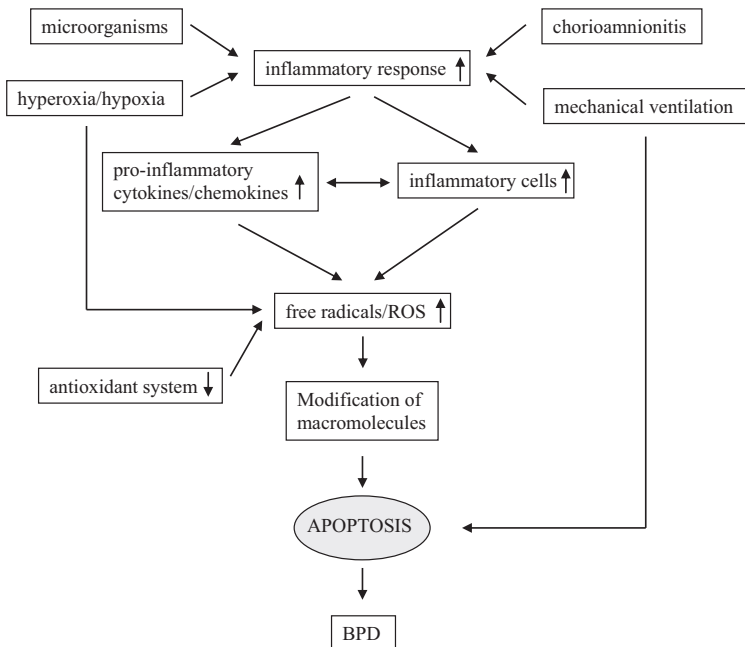 microorganisms
chorioamnionitis
inflammatory response
hyperoxia/hypoxia
mechanical ventilation
pro-inflammatory
cytokines/chemokines
inflammatory cells
free radicals/ROS
antioxidant system
Modification of
macromolecules
APOPTOSIS
BPD